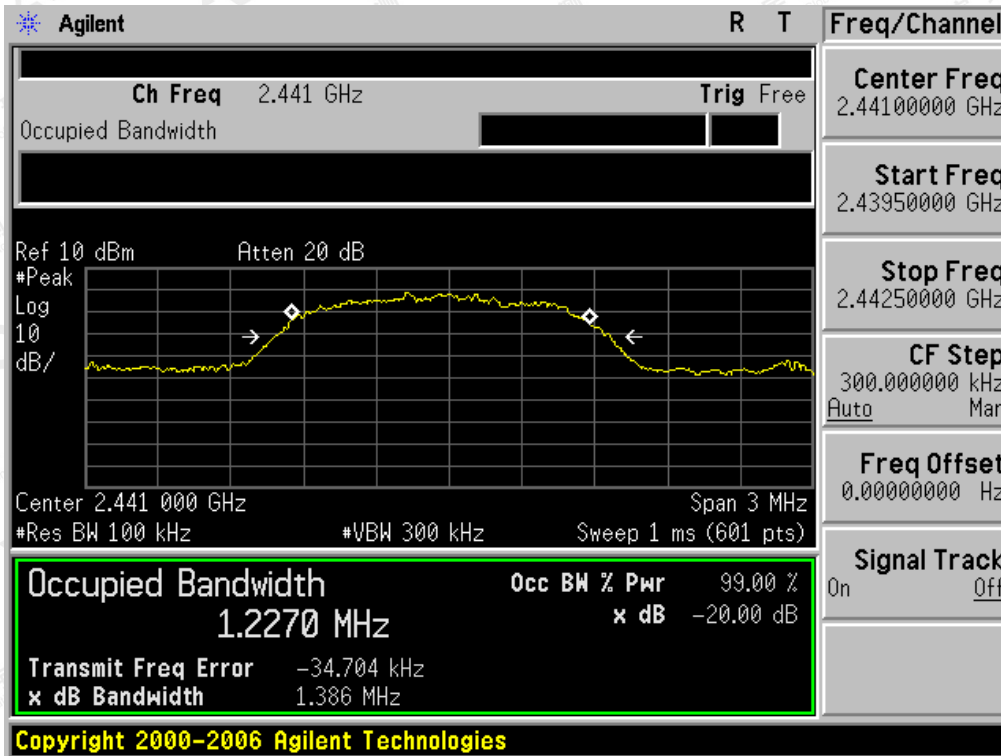 Agilent R T Freq/Channel
Ch Freq 2.441 GHz Trig Free
Occupied Bandwidth
Center Freq
2.44100000 GHz
Start Freq
2.43950000 GHz
Stop Freq
2.44250000 GHz
CF Step
300.000000 kHz
Auto Man
Freq Offset
0.00000000 Hz
Signal Track
On Off
Ref 10 dBm Atten 20 dB
#Peak
Log
10
dB/
Center 2.441 000 GHz Span 3 MHz
#Res BW 100 kHz #VBW 300 kHz Sweep 1 ms (601 pts)
Occupied Bandwidth Occ BW % Pwr 99.00 %
1.2270 MHz x dB -20.00 dB
Transmit Freq Error -34.704 kHz
x dB Bandwidth 1.386 MHz
Copyright 2000-2006 Agilent Technologies